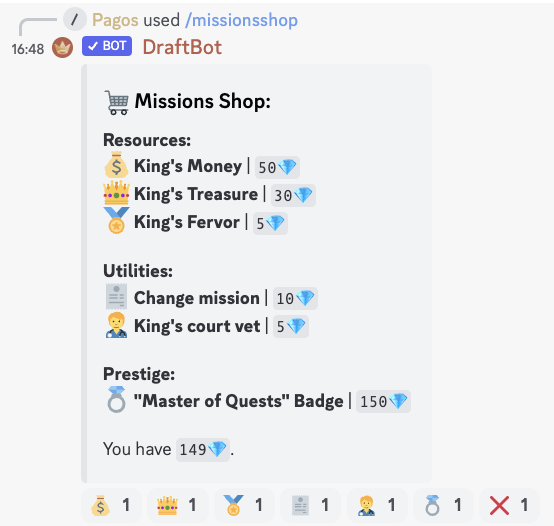 / Pagos used /missionsshop
16:48 ✓ BOT DraftBot
Missions Shop:
Resources:
King's Money | 50
King's Treasure | 30
King's Fervor | 5
Utilities:
Change mission | 10
King's court vet | 5
Prestige:
"Master of Quests" Badge | 150
You have 149.
1 1 1 1 1 1 1